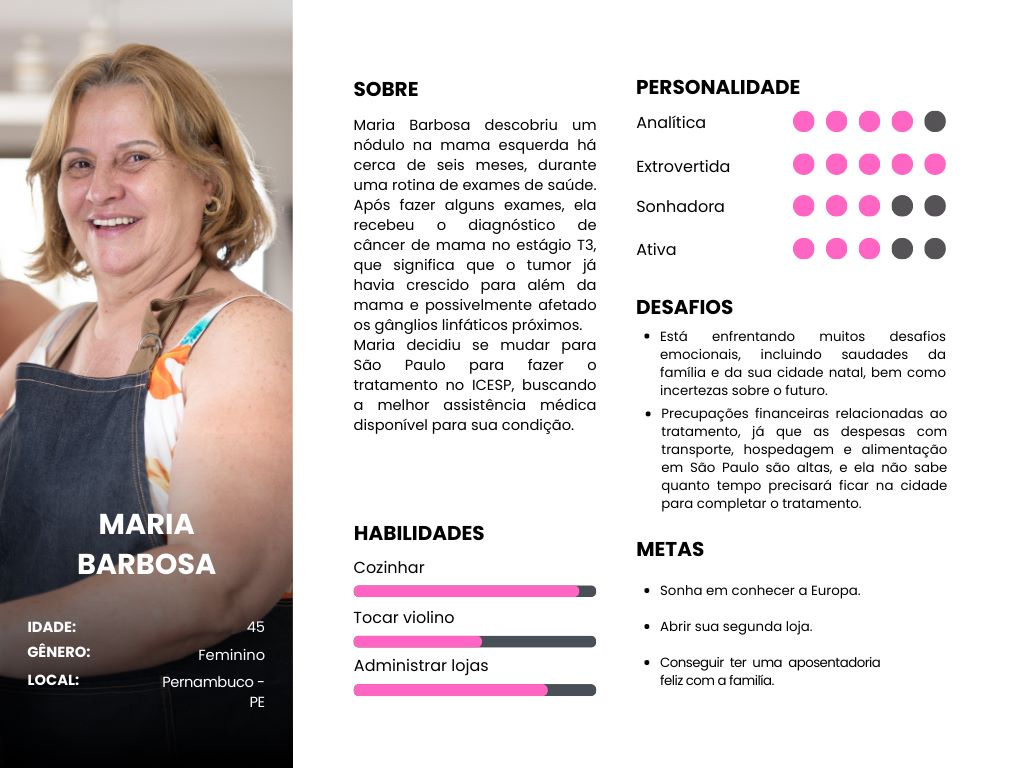 MARIA
BARBOSA
IDADE: 45
GÊNERO: Feminino
LOCAL: Pernambuco -
PE
SOBRE
Maria Barbosa descobriu um
nódulo na mama esquerda há
cerca de seis meses, durante
uma rotina de exames de saúde.
Após fazer alguns exames, ela
recebeu o diagnóstico de
câncer de mama no estágio T3,
que significa que o tumor já
havia crescido para além da
mama e possivelmente afetado
os gânglios linfáticos próximos.
Maria decidiu se mudar para
São Paulo para fazer o
tratamento no ICESP, buscando
a melhor assistência médica
disponível para sua condição.
HABILIDADES
Cozinhar
Tocar violino
Administrar lojas
PERSONALIDADE
Analítica
Extrovertida
Sonhadora
Ativa
DESAFIOS
• Está enfrentando muitos desafios
emocionais, incluindo saudades da
família e da sua cidade natal, bem como
incertezas sobre o futuro.
• Precupações financeiras relacionadas ao
tratamento, já que as despesas com
transporte, hospedagem e alimentação
em São Paulo são altas, e ela não sabe
quanto tempo precisará ficar na cidade
para completar o tratamento.
METAS
• Sonha em conhecer a Europa.
• Abrir sua segunda loja.
• Conseguir ter uma aposentadoria
feliz com a família.